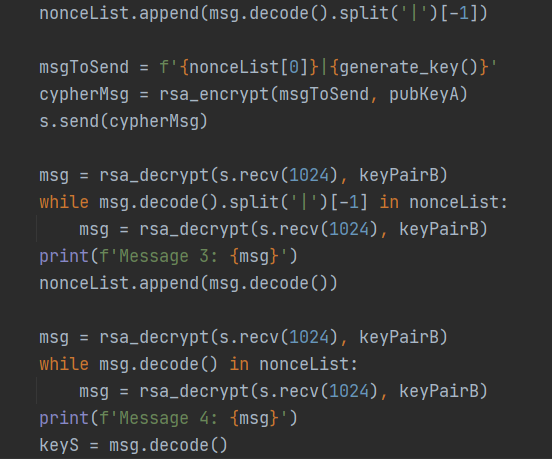 nonceList.append(msg.decode().split('|')[-1])
msgToSend = f'{nonceList[0]}|{generate_key()}'
cypherMsg = rsa_encrypt(msgToSend, pubKeyA)
s.send(cypherMsg)
msg = rsa_decrypt(s.recv(1024), keyPairB)
while msg.decode().split('|')[-1] in nonceList:
    msg = rsa_decrypt(s.recv(1024), keyPairB)
print(f'Message 3: {msg}')
nonceList.append(msg.decode())
msg = rsa_decrypt(s.recv(1024), keyPairB)
while msg.decode() in nonceList:
    msg = rsa_decrypt(s.recv(1024), keyPairB)
print(f'Message 4: {msg}')
keyS = msg.decode()